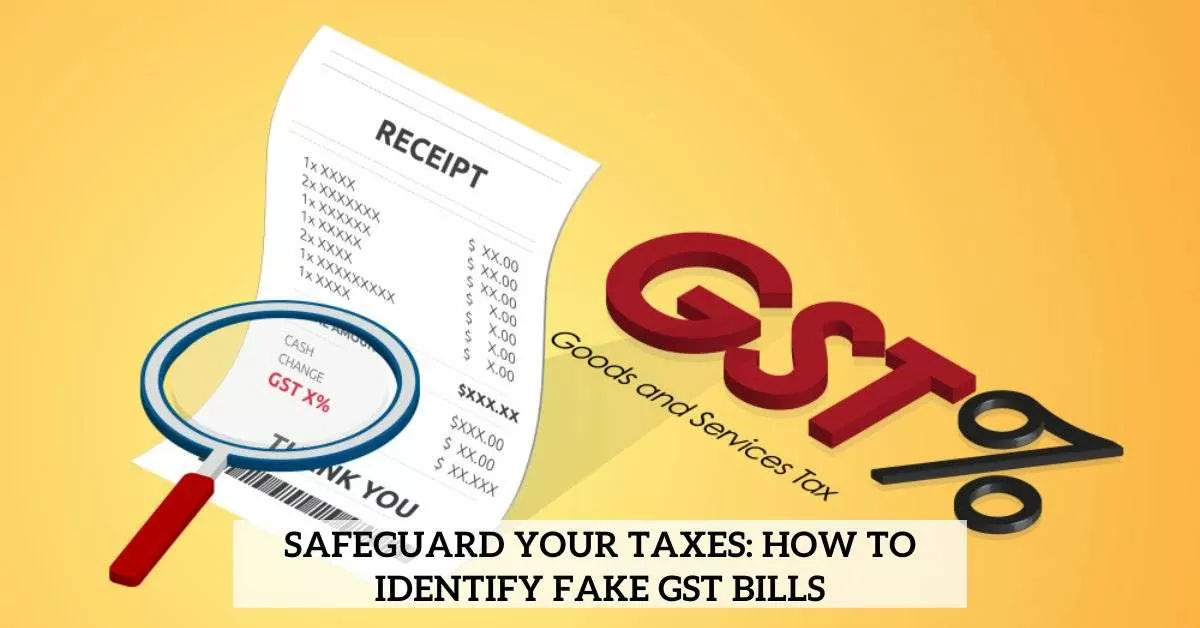 RECEIPT
1x XXXX
2x XXXXXXX
1x XXXXXX
1x XXXXX
2x XXXX
1x XXXXXXXXX
1x XXXX
$ XX.00
$ XX.00
$ XX.00
$ X.00
$ X.00
$ X.00
$ X.00
AMOUNT
$XXX.XX
CASH
$XXX.00
CHANGE
$ XX.00
GST X%
$ XX.XXX
THANK YOU
GST%
Goods and Services Tax
SAFEGUARD YOUR TAXES: HOW TO
IDENTIFY FAKE GST BILLS